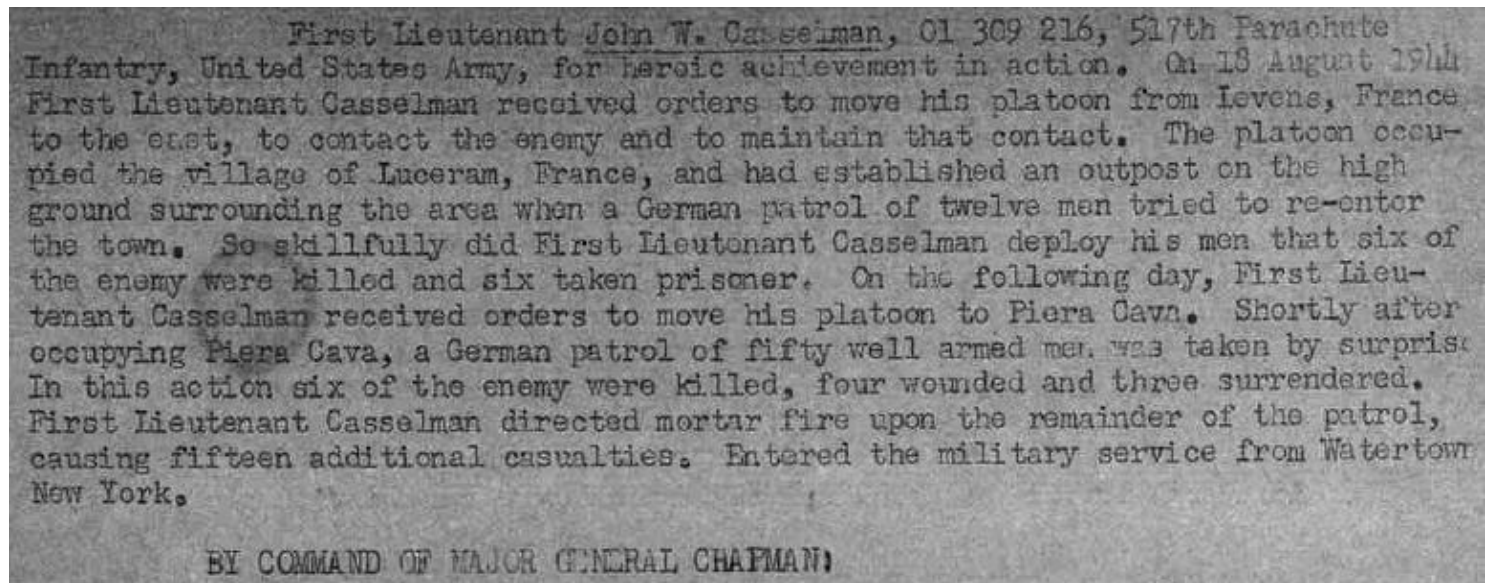 First Lieutenant John W. Casselman, 01 309 216, 517th Parachute
Infantry, United States Army, for heroic achievement in action. On 18 August 1944
First Lieutenant Casselman received orders to move his platoon from Levens, France
to the east, to contact the enemy and to maintain that contact. The platoon occu-
pied the village of Luceram, France, and had established an outpost on the high
ground surrounding the area when a German patrol of twelve men tried to re-enter
the town. So skillfully did First Lieutenant Casselman deploy his men that six of
the enemy were killed and six taken prisoner. On the following day, First Lieu-
tenant Casselman received orders to move his platoon to Piera Cava. Shortly after
occupying Piera Cava, a German patrol of fifty well armed men was taken by surprise
In this action six of the enemy were killed, four wounded and three surrendered.
First Lieutenant Casselman directed mortar fire upon the remainder of the patrol,
causing fifteen additional casualties. Entered the military service from Watertown
New York.
BY COMMAND OF MAJOR GENERAL CHAPMAN: